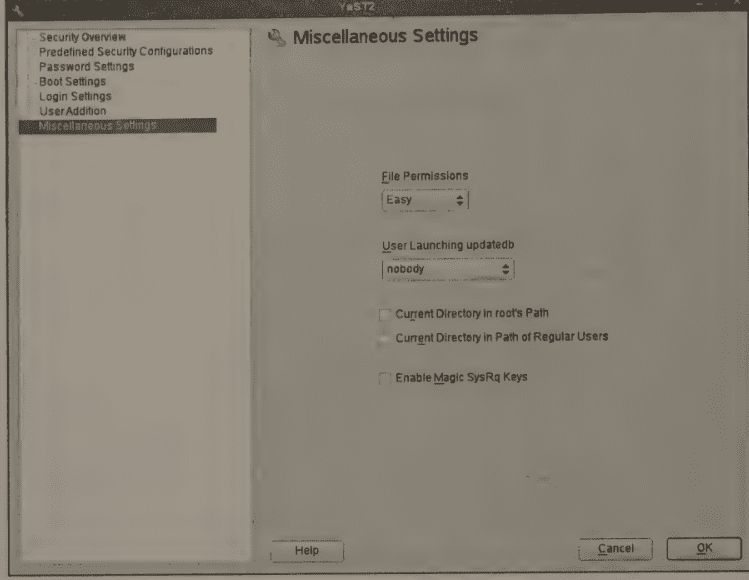 YaST2
Security Overview
Predefined Security Configurations
Password Settings
Boot Settings
Login Settings
User Addition
Miscellaneous Settings
Miscellaneous Settings
File Permissions
Easy
User Launching updatedb
nobody
Current Directory in root's Path
Current Directory in Path of Regular Users
Enable Magic SysRq Keys
Help
Cancel
OK